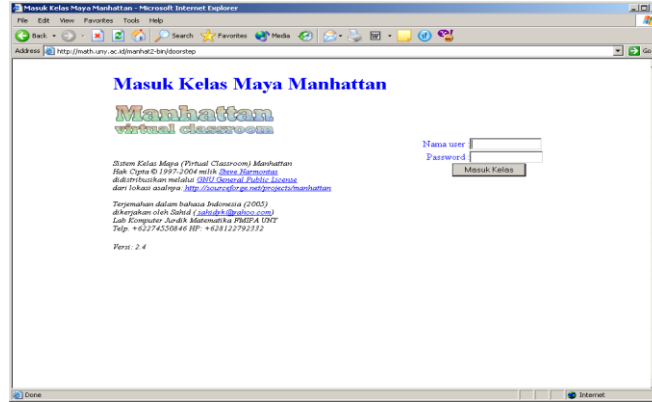 Masuk Kelas Maya Manhattan - Microsoft Internet Explorer
File Edit View Favorites Tools Help
Back Search Favorites Media
Address http://math.uny.ac.id/manhat2-bin/doorstep Go
Masuk Kelas Maya Manhattan
Manhattan
virtual classroom
Nama user :
Password :
Masuk Kelas
Sistem Kelas Maya (Virtual Classroom) Manhattan
Hak Cipta © 1997-2004 milik Steve Narmontas
didistribusikan melalui GNU General Public License
dari lokasi asalnya: http://sourceforge.net/projects/manhattan
Terjemahan dalam bahasa Indonesia (2005)
dikerjakan oleh Sahid ( sahidyk@yahoo.com)
Lab Komputer Jurdik Matematika FMIPA UNY
Telp. +62274550846 HP: +628122792332
Versi: 2.4
Done Internet